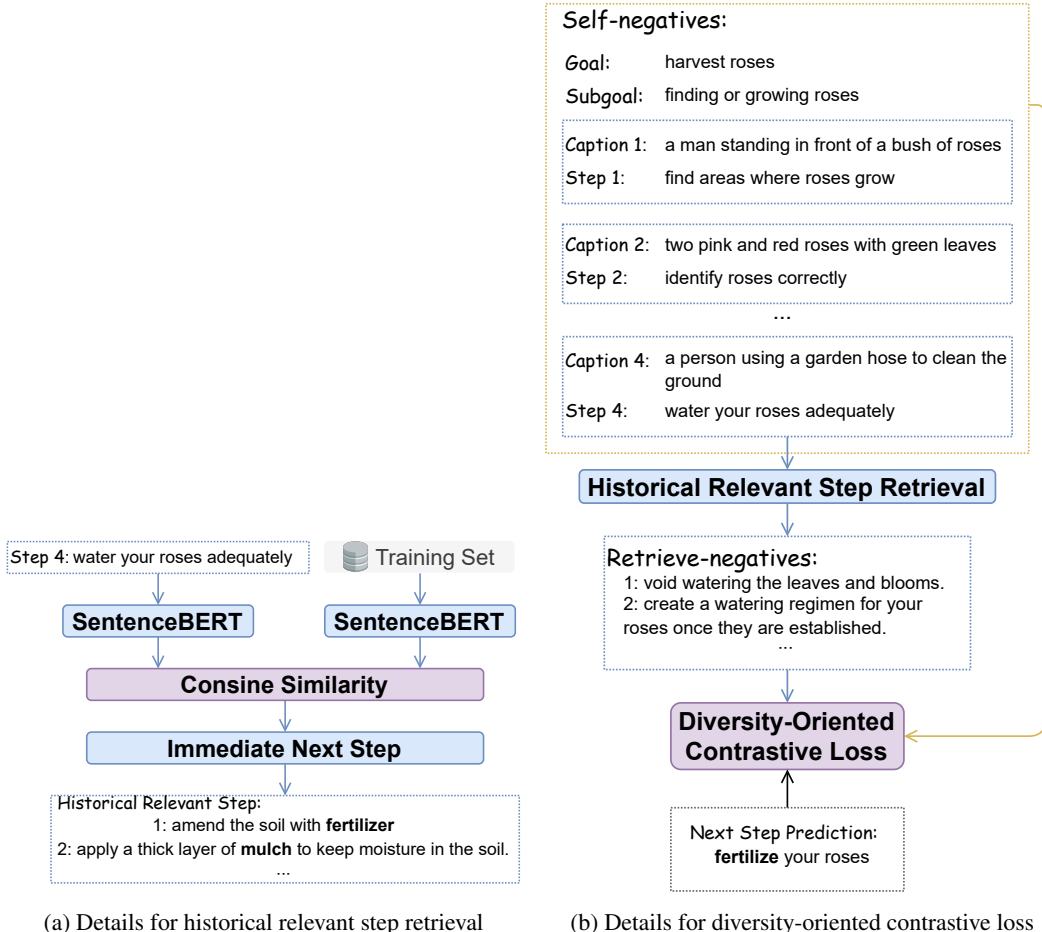 Step 4: water your roses adequately
Training Set
SentenceBERT
SentenceBERT
Consine Similarity
Immediate Next Step
Historical Relevant Step:
1: amend the soil with fertilizer
2: apply a thick layer of mulch to keep moisture in the soil.
...
(a) Details for historical relevant step retrieval
Self-negatives:
Goal: harvest roses
Subgoal: finding or growing roses
Caption 1: a man standing in front of a bush of roses
Step 1: find areas where roses grow
Caption 2: two pink and red roses with green leaves
Step 2: identify roses correctly
...
Caption 4: a person using a garden hose to clean the
ground
Step 4: water your roses adequately
Historical Relevant Step Retrieval
Retrieve-negatives:
1: void watering the leaves and blooms.
2: create a watering regimen for your
roses once they are established.
...
Diversity-Oriented
Contrastive Loss
Next Step Prediction:
fertilize your roses
(b) Details for diversity-oriented contrastive loss